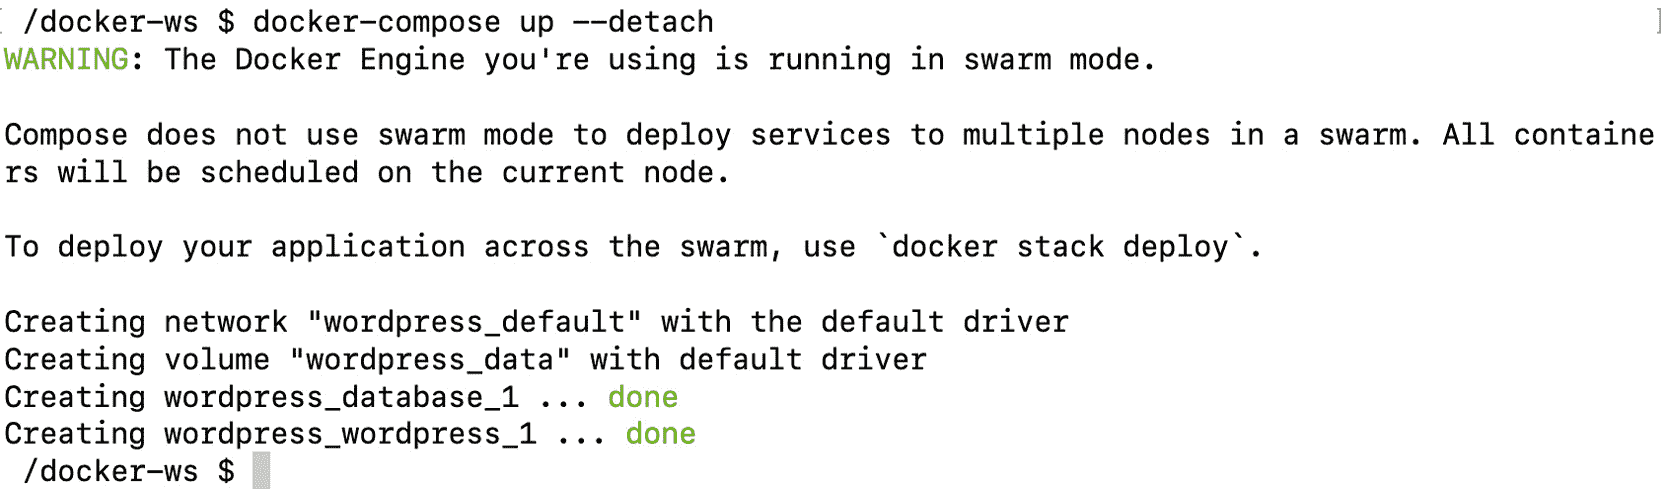 /docker-ws $ docker-compose up --detach
WARNING: The Docker Engine you're using is running in swarm mode.
Compose does not use swarm mode to deploy services to multiple nodes in a swarm. All containe
rs will be scheduled on the current node.
To deploy your application across the swarm, use `docker stack deploy`.
Creating network "wordpress_default" with the default driver
Creating volume "wordpress_data" with default driver
Creating wordpress_database_1 ... done
Creating wordpress_wordpress_1 ... done
/docker-ws $